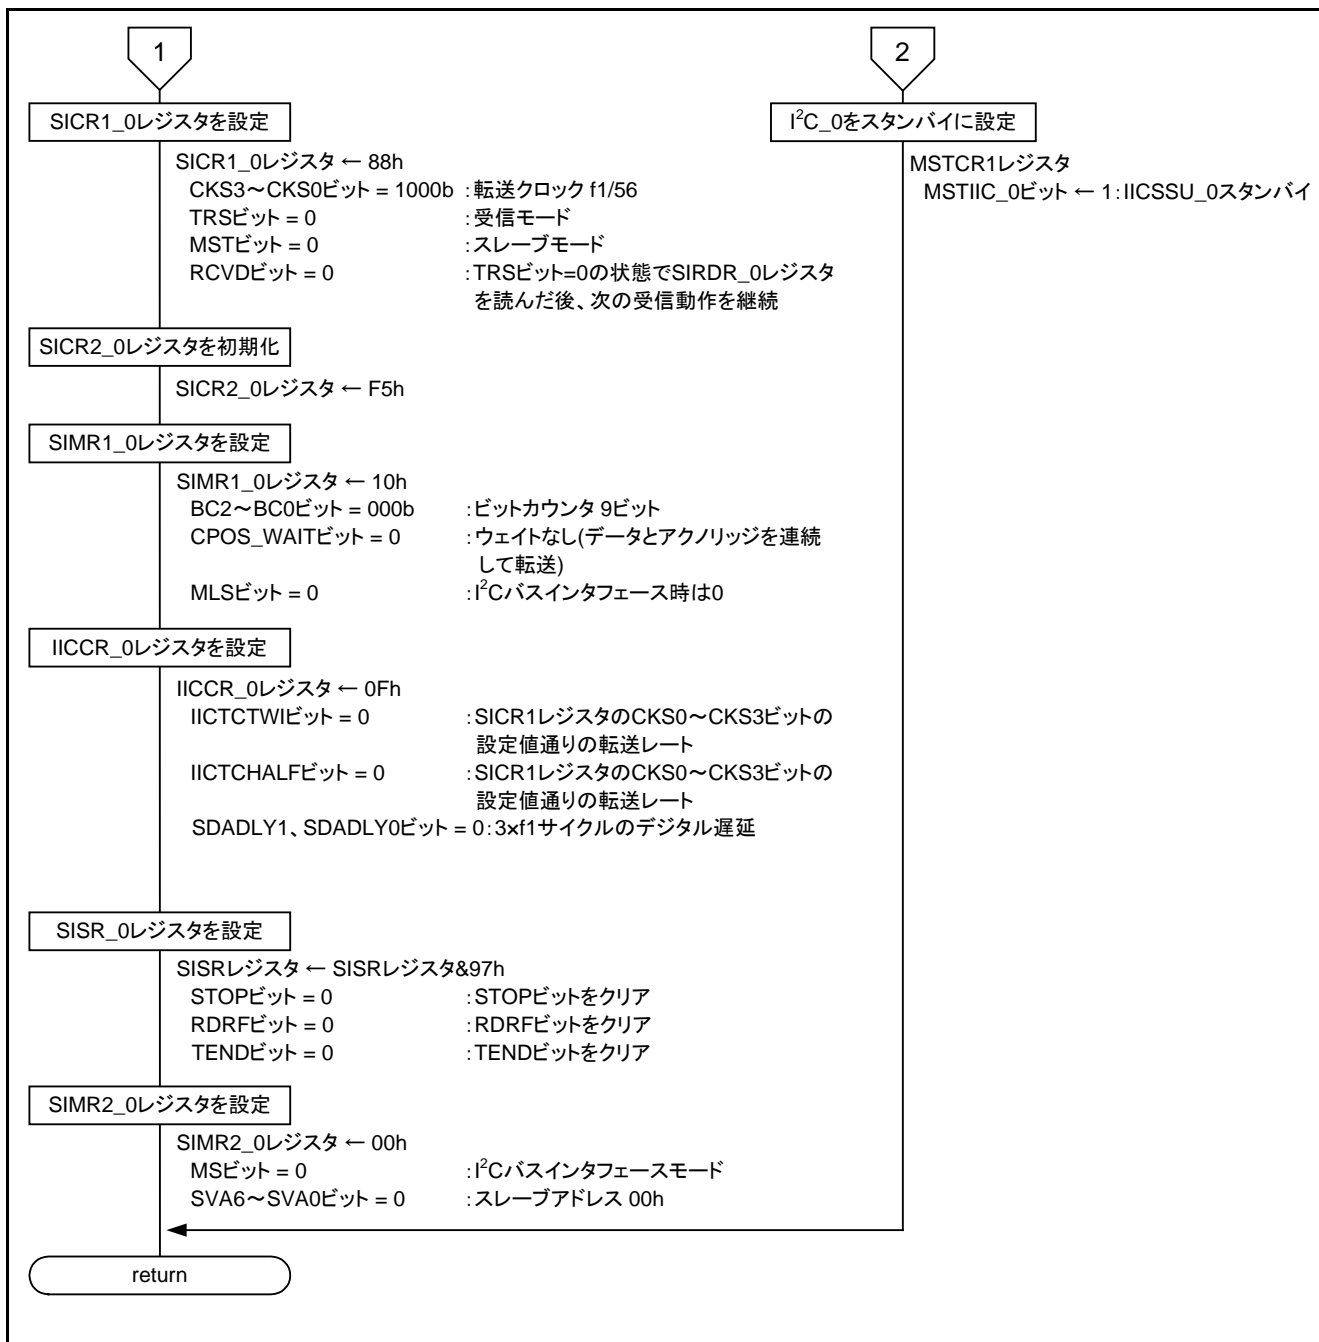 1
SICR1_0レジスタを設定
SICR1_0レジスタ ← 88h
CKS3～CKS0ビット = 1000b :転送クロック f1/56
TRSビット = 0 :受信モード
MSTビット = 0 :スレーブモード
RCVDビット = 0 :TRSビット=0の状態でSIRDR_0レジスタ
を読んだ後、次の受信動作を継続
SICR2_0レジスタを初期化
SICR2_0レジスタ ← F5h
SIMR1_0レジスタを設定
SIMR1_0レジスタ ← 10h
BC2～BC0ビット = 000b :ビットカウンタ 9ビット
CPOS_WAITビット = 0 :ウェイトなし(データとアクノリッジを連続
して転送)
MLSビット = 0 :I²Cバスインタフェース時は0
IICCR_0レジスタを設定
IICCR_0レジスタ ← 0Fh
IICTCTWIビット = 0 :SICR1レジスタのCKS0～CKS3ビットの
設定値通りの転送レート
IICTCHALFビット = 0 :SICR1レジスタのCKS0～CKS3ビットの
設定値通りの転送レート
SDADLY1、SDADLY0ビット = 0:3×f1サイクルのデジタル遅延
SISR_0レジスタを設定
SISRレジスタ ← SISRレジスタ&97h
STOPビット = 0 :STOPビットをクリア
RDRFビット = 0 :RDRFビットをクリア
TENDビット = 0 :TENDビットをクリア
SIMR2_0レジスタを設定
SIMR2_0レジスタ ← 00h
MSビット = 0 :I²Cバスインタフェースモード
SVA6～SVA0ビット = 0 :スレーブアドレス 00h
return
2
I²C_0をスタンバイに設定
MSTCR1レジスタ
MSTIIC_0ビット ← 1:IICSSU_0スタンバイ